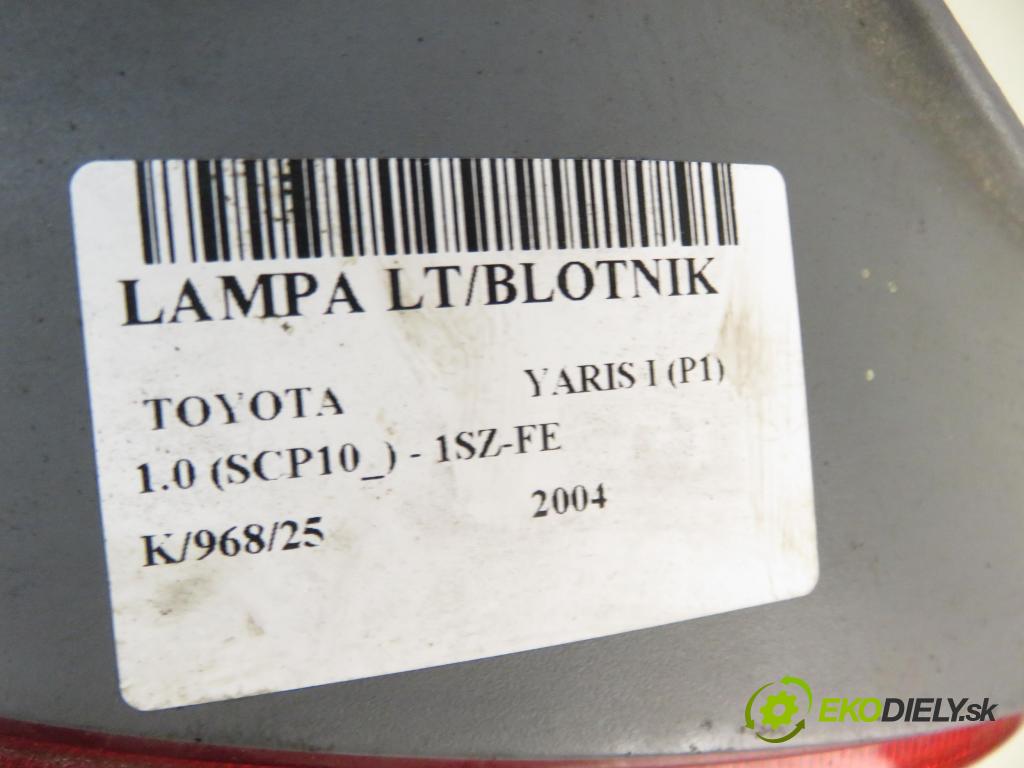 LAMPA LT/BLOTNIK
TOYOTA YARIS I (P1)
1.0 (SCP10_) - 1SZ-FE
K/968/25 2004
EKODIELY.sk